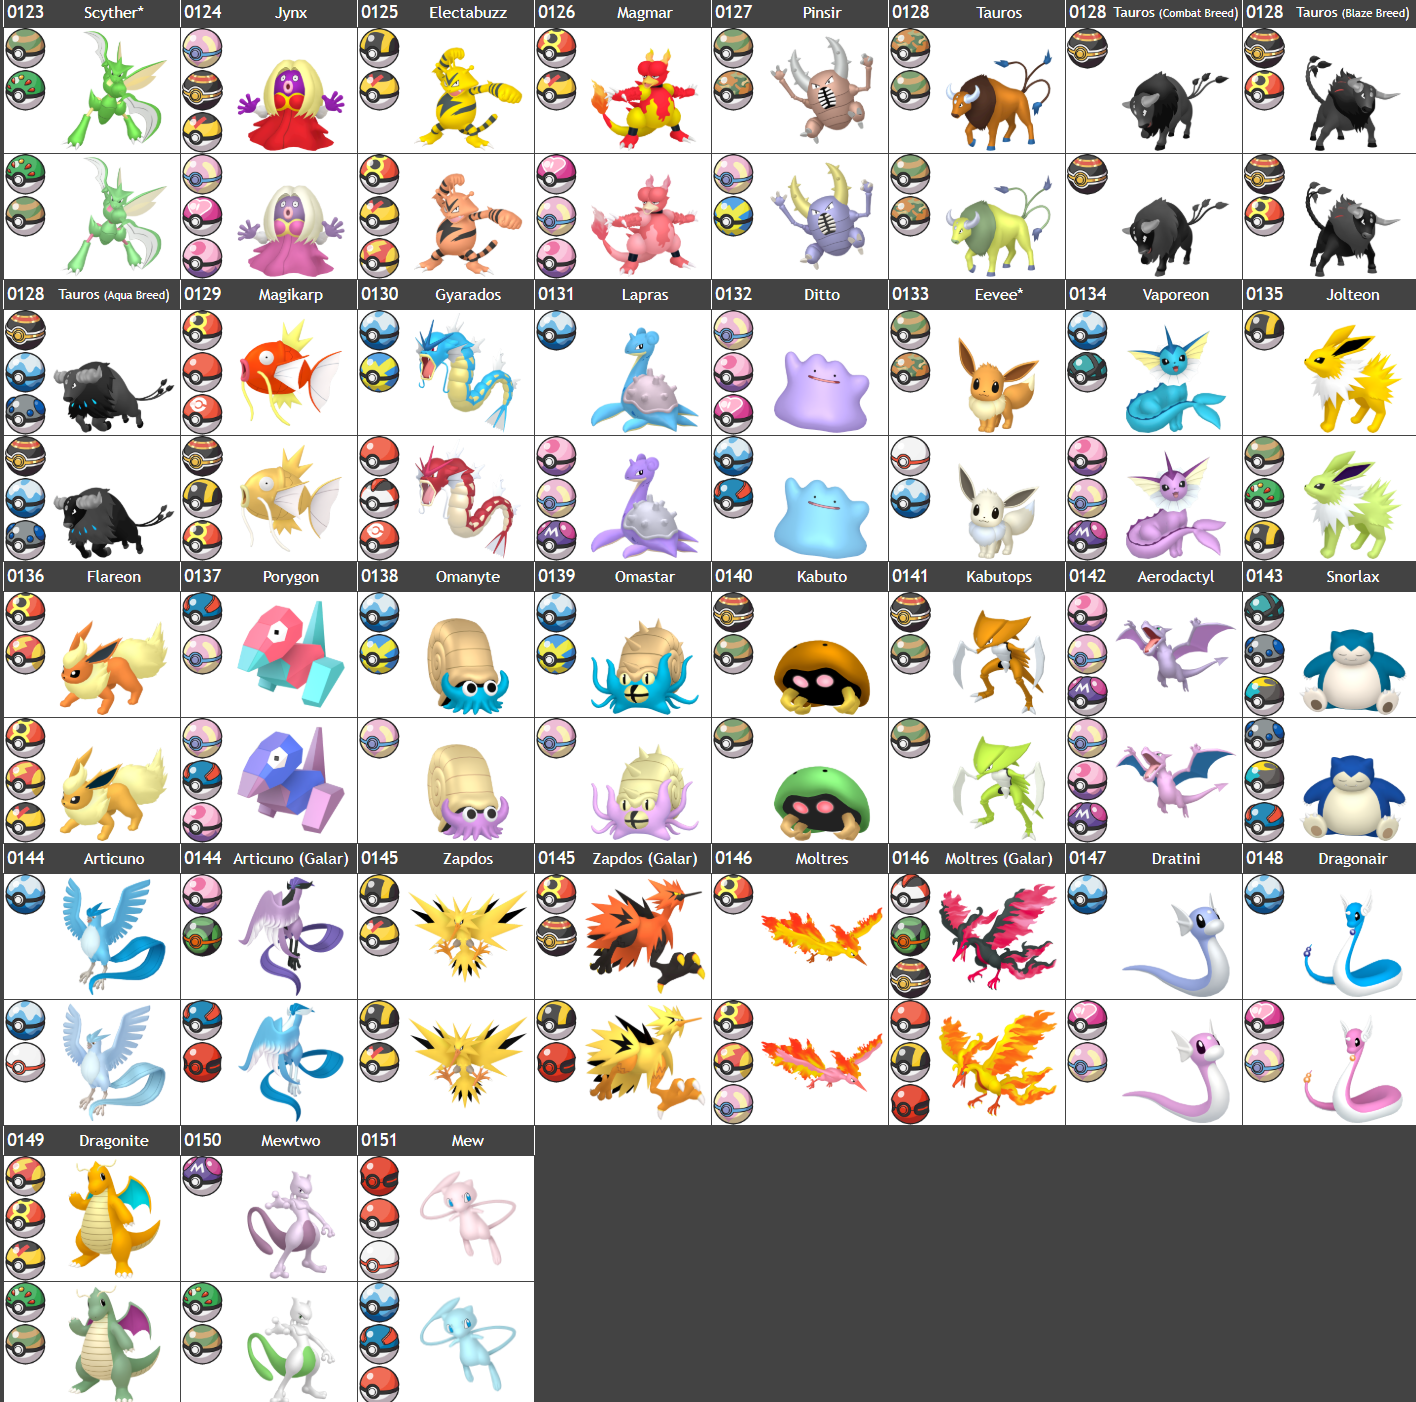 0123 Scyther*
0124 Jynx
0125 Electabuzz
0126 Magmar
0127 Pinsir
0128 Tauros
0128 Tauros (Combat Breed)
0128 Tauros (Blaze Breed)
0128 Tauros (Aqua Breed)
0129 Magikarp
0130 Gyarados
0131 Lapras
0132 Ditto
0133 Eevee*
0134 Vaporeon
0135 Jolteon
0136 Flareon
0137 Porygon
0138 Omanyte
0139 Omastar
0140 Kabuto
0141 Kabutops
0142 Aerodactyl
0143 Snorlax
0144 Articuno
0144 Articuno (Galar)
0145 Zapdos
0145 Zapdos (Galar)
0146 Moltres
0146 Moltres (Galar)
0147 Dratini
0148 Dragonair
0149 Dragonite
0150 Mewtwo
0151 Mew